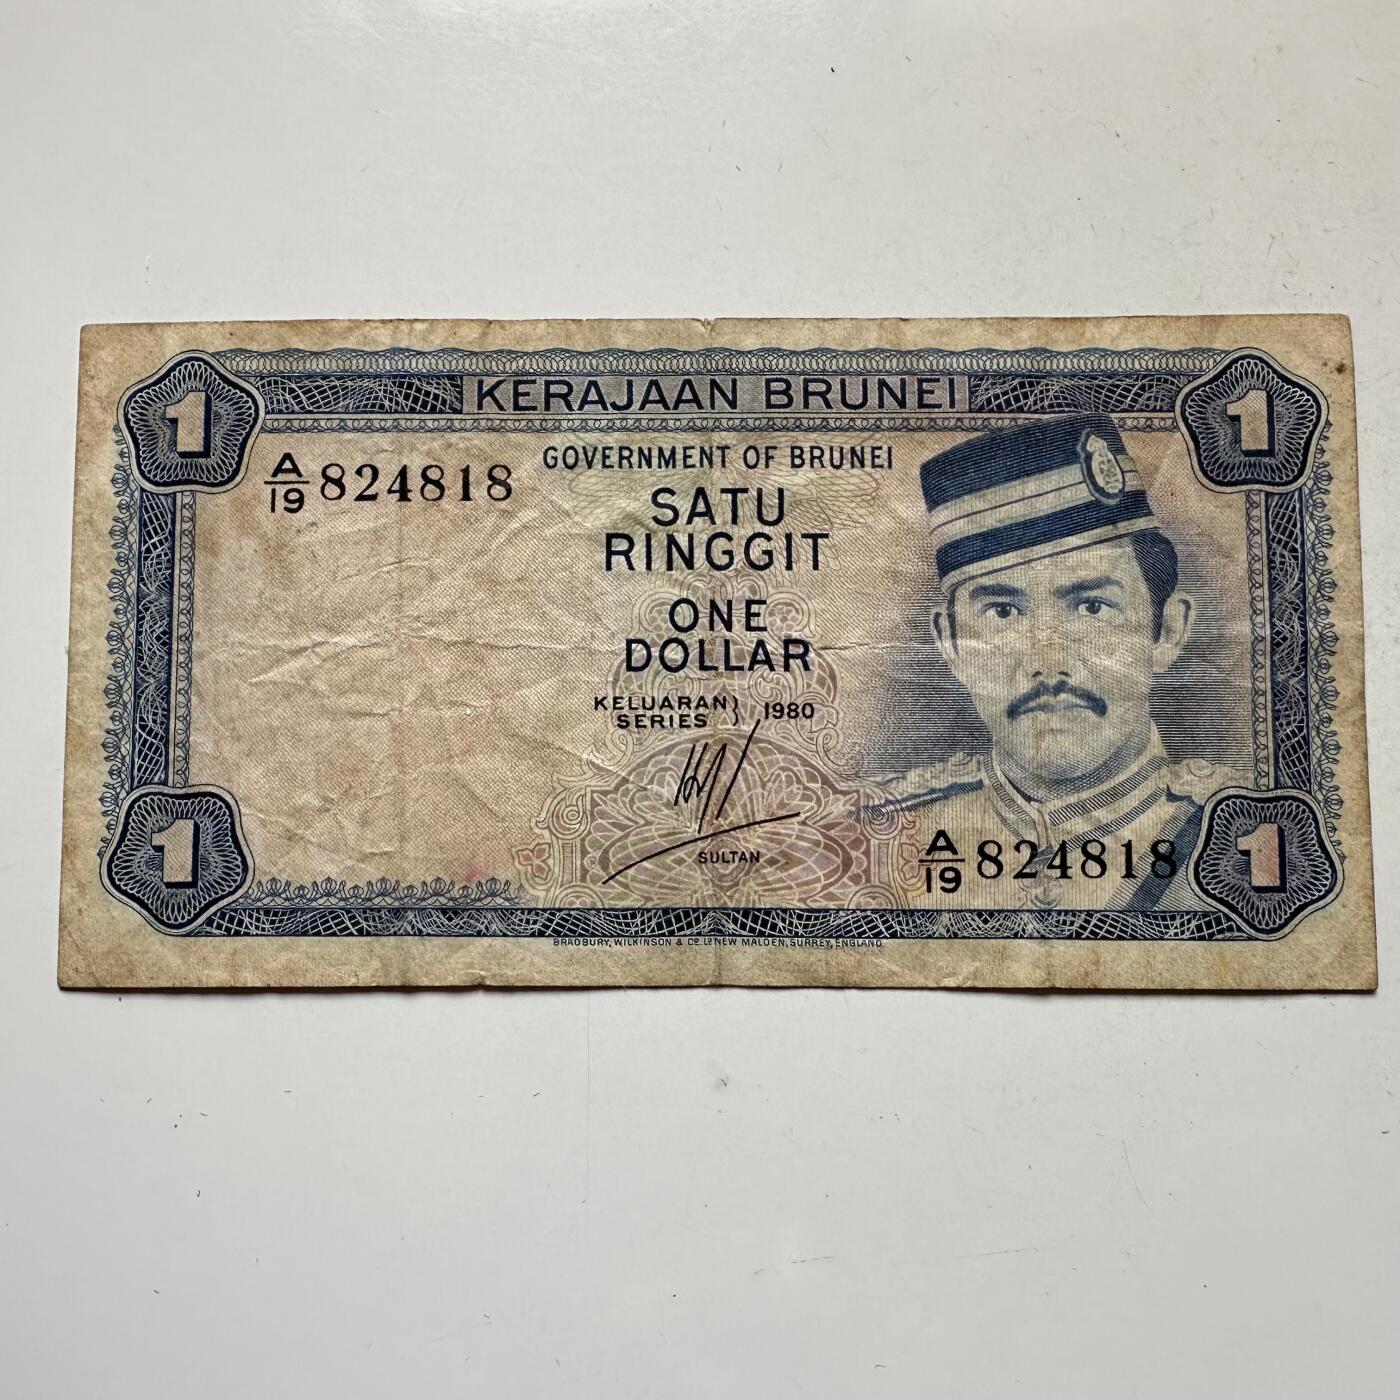 KERAJAAN BRUNEI
1
1
GOVERNMENT OF BRUNEI
A/19 824818
SATU
RINGGIT
ONE
DOLLAR
KELUARAN
SERIES } 1980
SULTAN
A/19 824818
1
1
BRADBURY, WILKINSON & Cº. Lº NEW MALDEN, SURREY, ENGLAND.